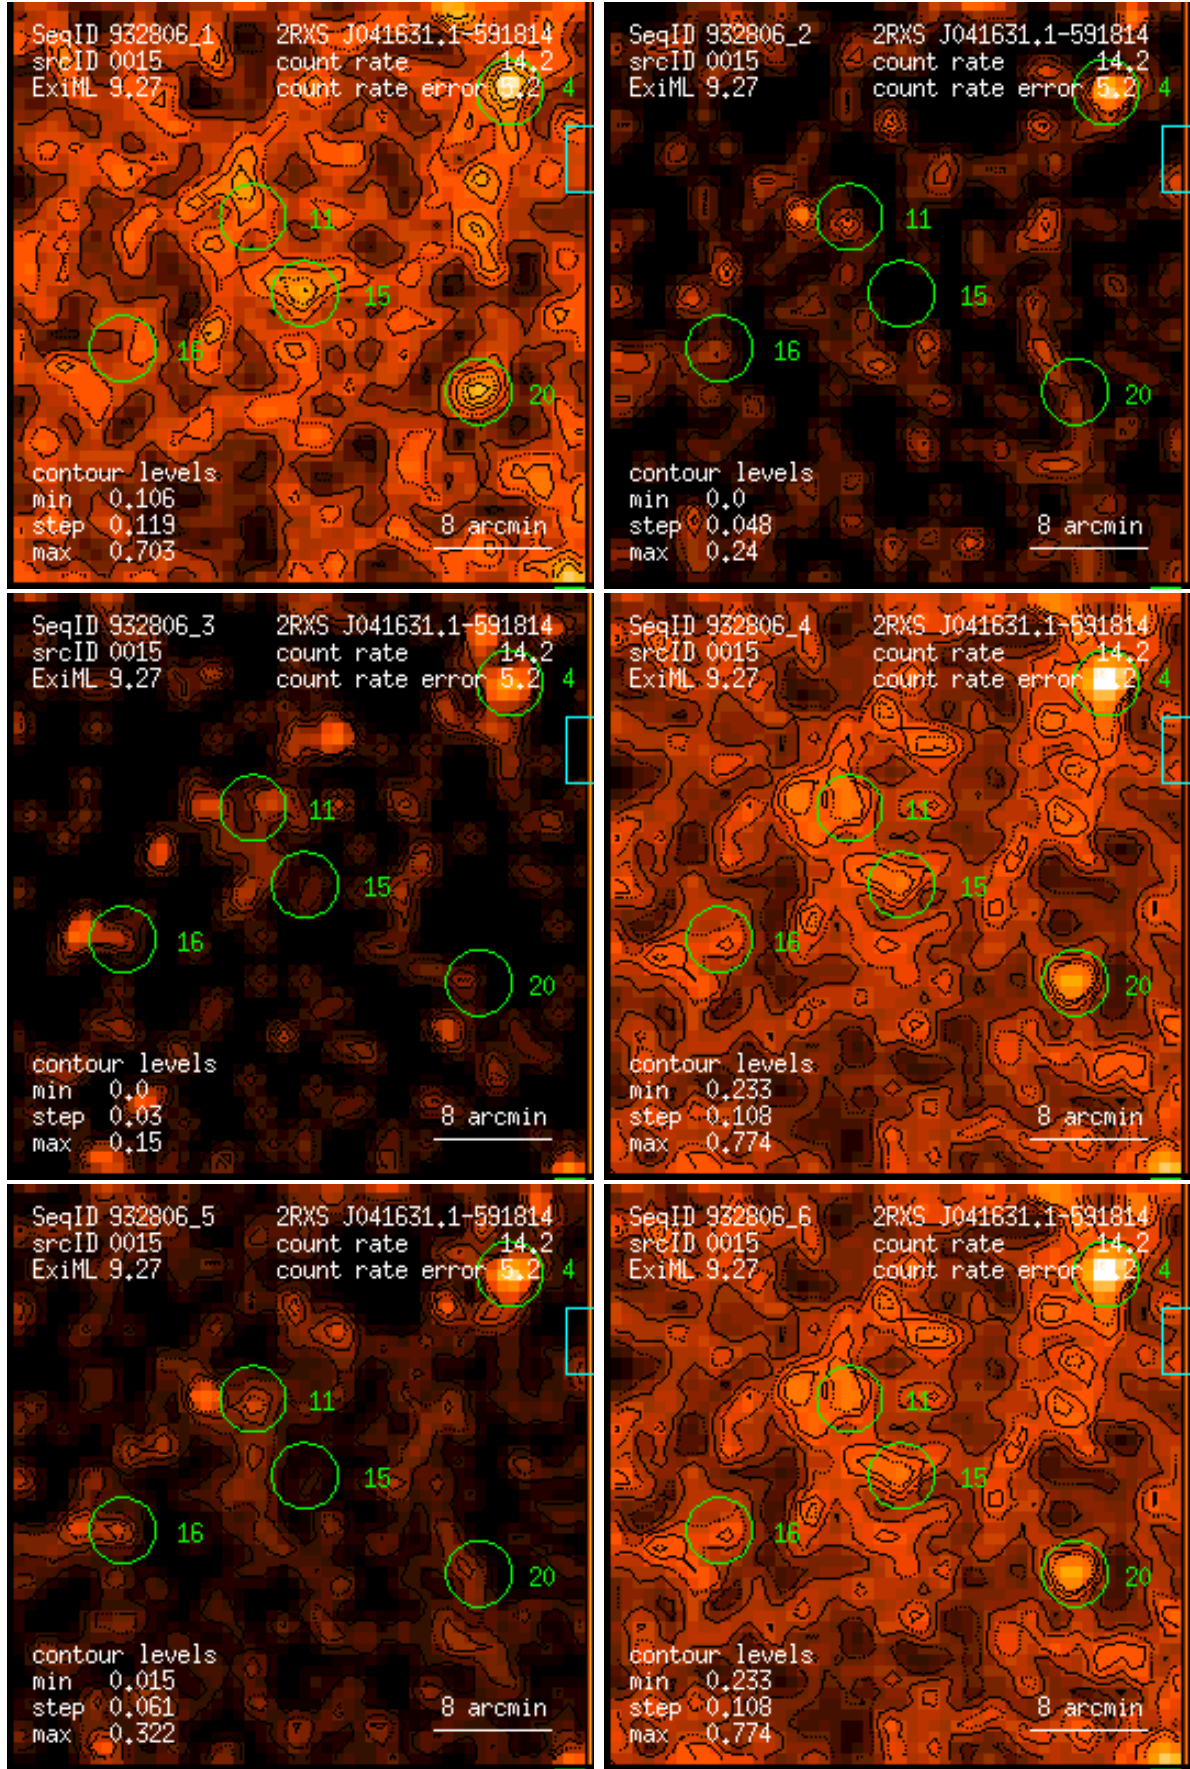 SeqID 932806_1 2RXS J041631.1-591814
srcID 0015 count rate 14.2
ExiML 9.27 count rate error 5.2
4
11
15
16
20
contour levels
min 0.106
step 0.119 8 arcmin
max 0.703
SeqID 932806_2 2RXS J041631.1-591814
srcID 0015 count rate 14.2
ExiML 9.27 count rate error 5.2
4
11
15
16
20
contour levels
min 0.0
step 0.048 8 arcmin
max 0.24
SeqID 932806_3 2RXS J041631.1-591814
srcID 0015 count rate 14.2
ExiML 9.27 count rate error 5.2
4
11
15
16
20
contour levels
min 0.0
step 0.03 8 arcmin
max 0.15
SeqID 932806_4 2RXS J041631.1-591814
srcID 0015 count rate 14.2
ExiML 9.27 count rate error 5.2
4
11
15
16
20
contour levels
min 0.233
step 0.108 8 arcmin
max 0.774
SeqID 932806_5 2RXS J041631.1-591814
srcID 0015 count rate 14.2
ExiML 9.27 count rate error 5.2
4
11
15
16
20
contour levels
min 0.015
step 0.061 8 arcmin
max 0.322
SeqID 932806_6 2RXS J041631.1-591814
srcID 0015 count rate 14.2
ExiML 9.27 count rate error 5.2
4
11
15
16
20
contour levels
min 0.233
step 0.108 8 arcmin
max 0.774